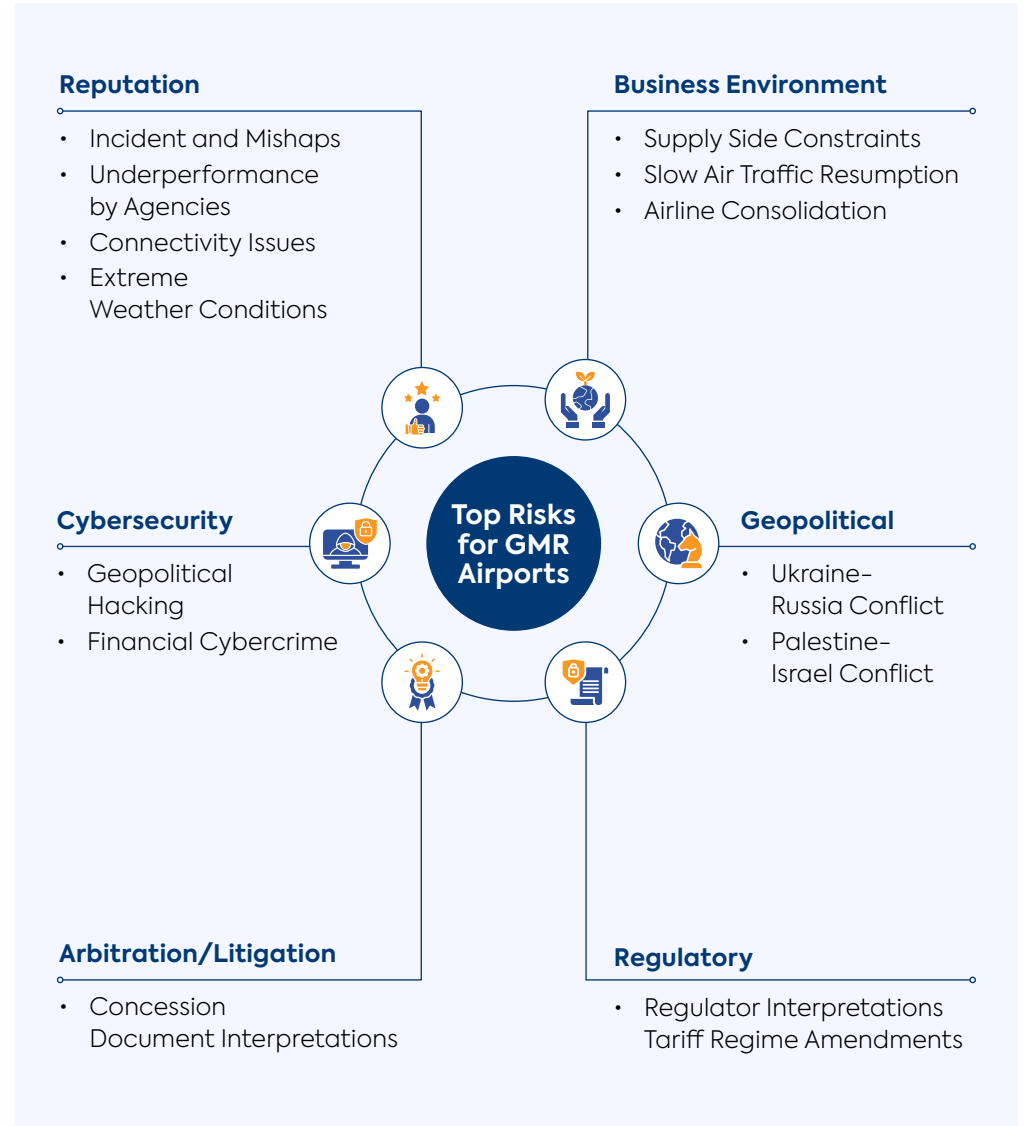 Reputation
• Incident and Mishaps
• Underperformance
by Agencies
• Connectivity Issues
• Extreme
Weather Conditions
Business Environment
• Supply Side Constraints
• Slow Air Traffic Resumption
• Airline Consolidation
Top Risks
for GMR
Airports
Cybersecurity
• Geopolitical
Hacking
• Financial Cybercrime
Geopolitical
• Ukraine-
Russia Conflict
• Palestine-
Israel Conflict
Arbitration/Litigation
• Concession
Document Interpretations
Regulatory
• Regulator Interpretations
Tariff Regime Amendments